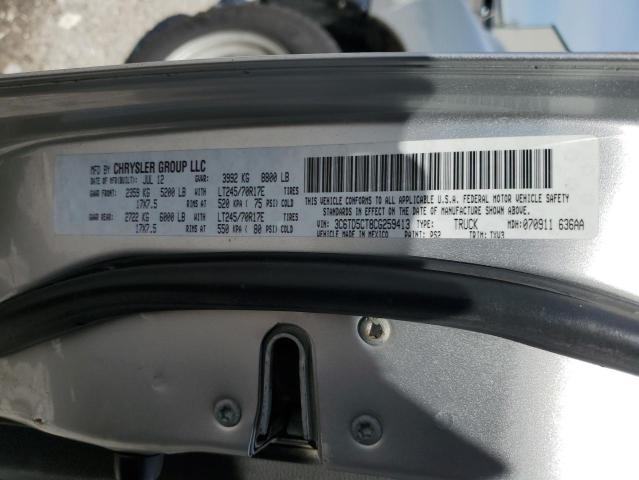 MFD BY CHRYSLER GROUP LLC
DATE OF MFR(BUILT): JUL 12 GVWR: 3992 KG 8800 LB
GAWR FRONT: 2359 KG 5200 LB WITH LT245/70R17E TIRES
17X7.5 RIMS AT 520 KPA ( 75 PSI) COLD
GAWR REAR: 2722 KG 6000 LB WITH LT245/70R17E TIRES
17X7.5 RIMS AT 550 KPA ( 80 PSI) COLD
THIS VEHICLE CONFORMS TO ALL APPLICABLE U.S.A. FEDERAL MOTOR VEHICLE SAFETY
STANDARDS IN EFFECT ON THE DATE OF MANUFACTURE SHOWN ABOVE.
VIN: 3C6TD5CT8CG259413 TYPE: TRUCK MDH: 070911 636AA
VEHICLE MADE IN MEXICO PAINT: PS2 TRIM: TXV3